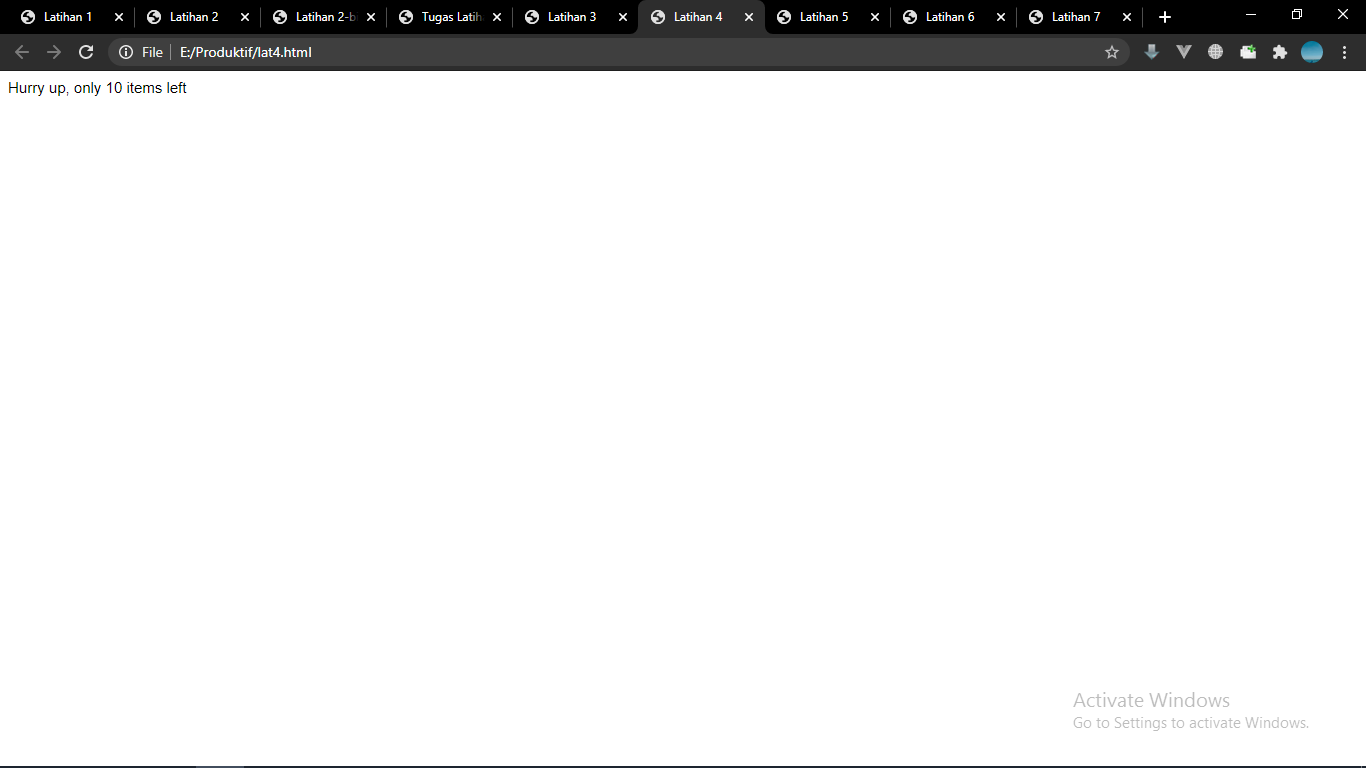 Latihan 1
Latihan 2
Latihan 2-b
Tugas Latih
Latihan 3
Latihan 4
Latihan 5
Latihan 6
Latihan 7
File
E:/Produktif/lat4.html
Hurry up, only 10 items left
Activate Windows
Go to Settings to activate Windows.